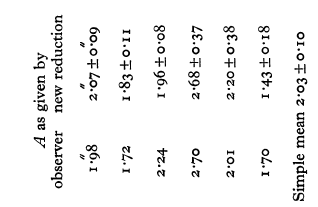 A as given by
observer new reduction
1·98″ 2·07″ ± 0·09″
1·72 1·83 ± 0·11
2·24 1·96 ± 0·08
2·70 2·68 ± 0·37
2·01 2·20 ± 0·38
1·70 1·43 ± 0·18
Simple mean 2·03 ± 0·10